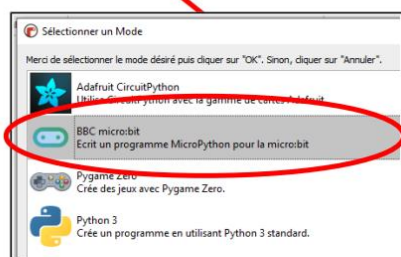 Sélectionner un Mode
Merci de sélectionner le mode désiré puis cliquer sur "OK". Sinon, cliquer sur "Annuler".
Adafruit CircuitPython
Utilise CircuitPython avec la gamme de cartes Adafruit.
BBC micro:bit
Ecrit un programme MicroPython pour la micro:bit
Pygame Zero
Crée des jeux avec Pygame Zero.
Python 3
Crée un programme en utilisant Python 3 standard.